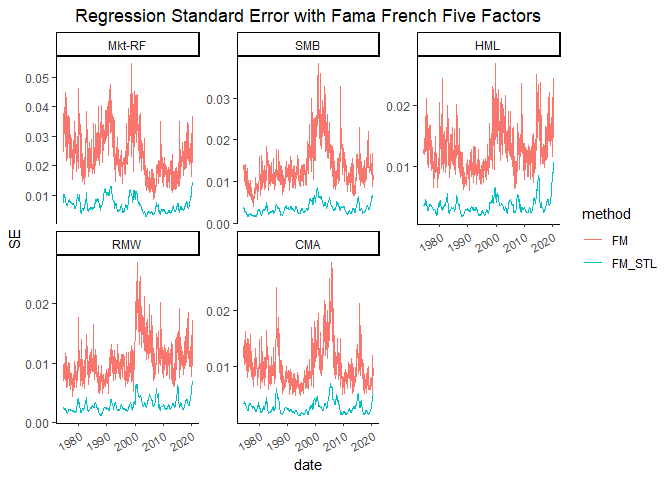 Regression Standard Error with Fama French Five Factors
Mkt-RF
SMB
HML
0.05
0.04
0.03
0.02
0.01
0.03
0.02
0.01
0.00
0.02
0.01
1980
1990
2000
2010
2020
SE
method
FM
FM_STL
RMW
CMA
0.02
0.01
0.00
0.02
0.01
1980
1990
2000
2010
2020
1980
1990
2000
2010
2020
date